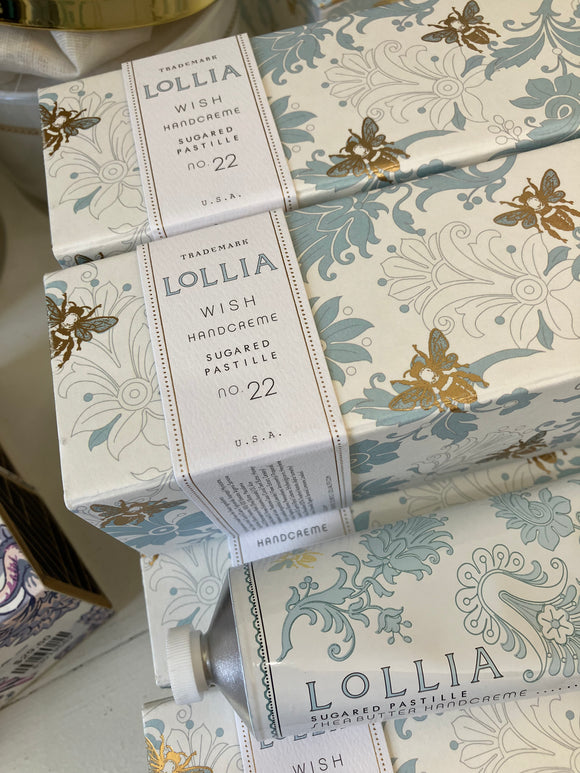 TRADEMARK
LOLLIA
WISH
HANDCREME
SUGARED
PASTILLE
no. 22
U.S.A.
TRADEMARK
LOLLIA
WISH
HANDCREME
SUGARED
PASTILLE
no. 22
U.S.A.
HANDCREME
LOLLIA
SUGARED PASTILLE
SHEA BUTTER HANDCREME
LOLLIA
WISH